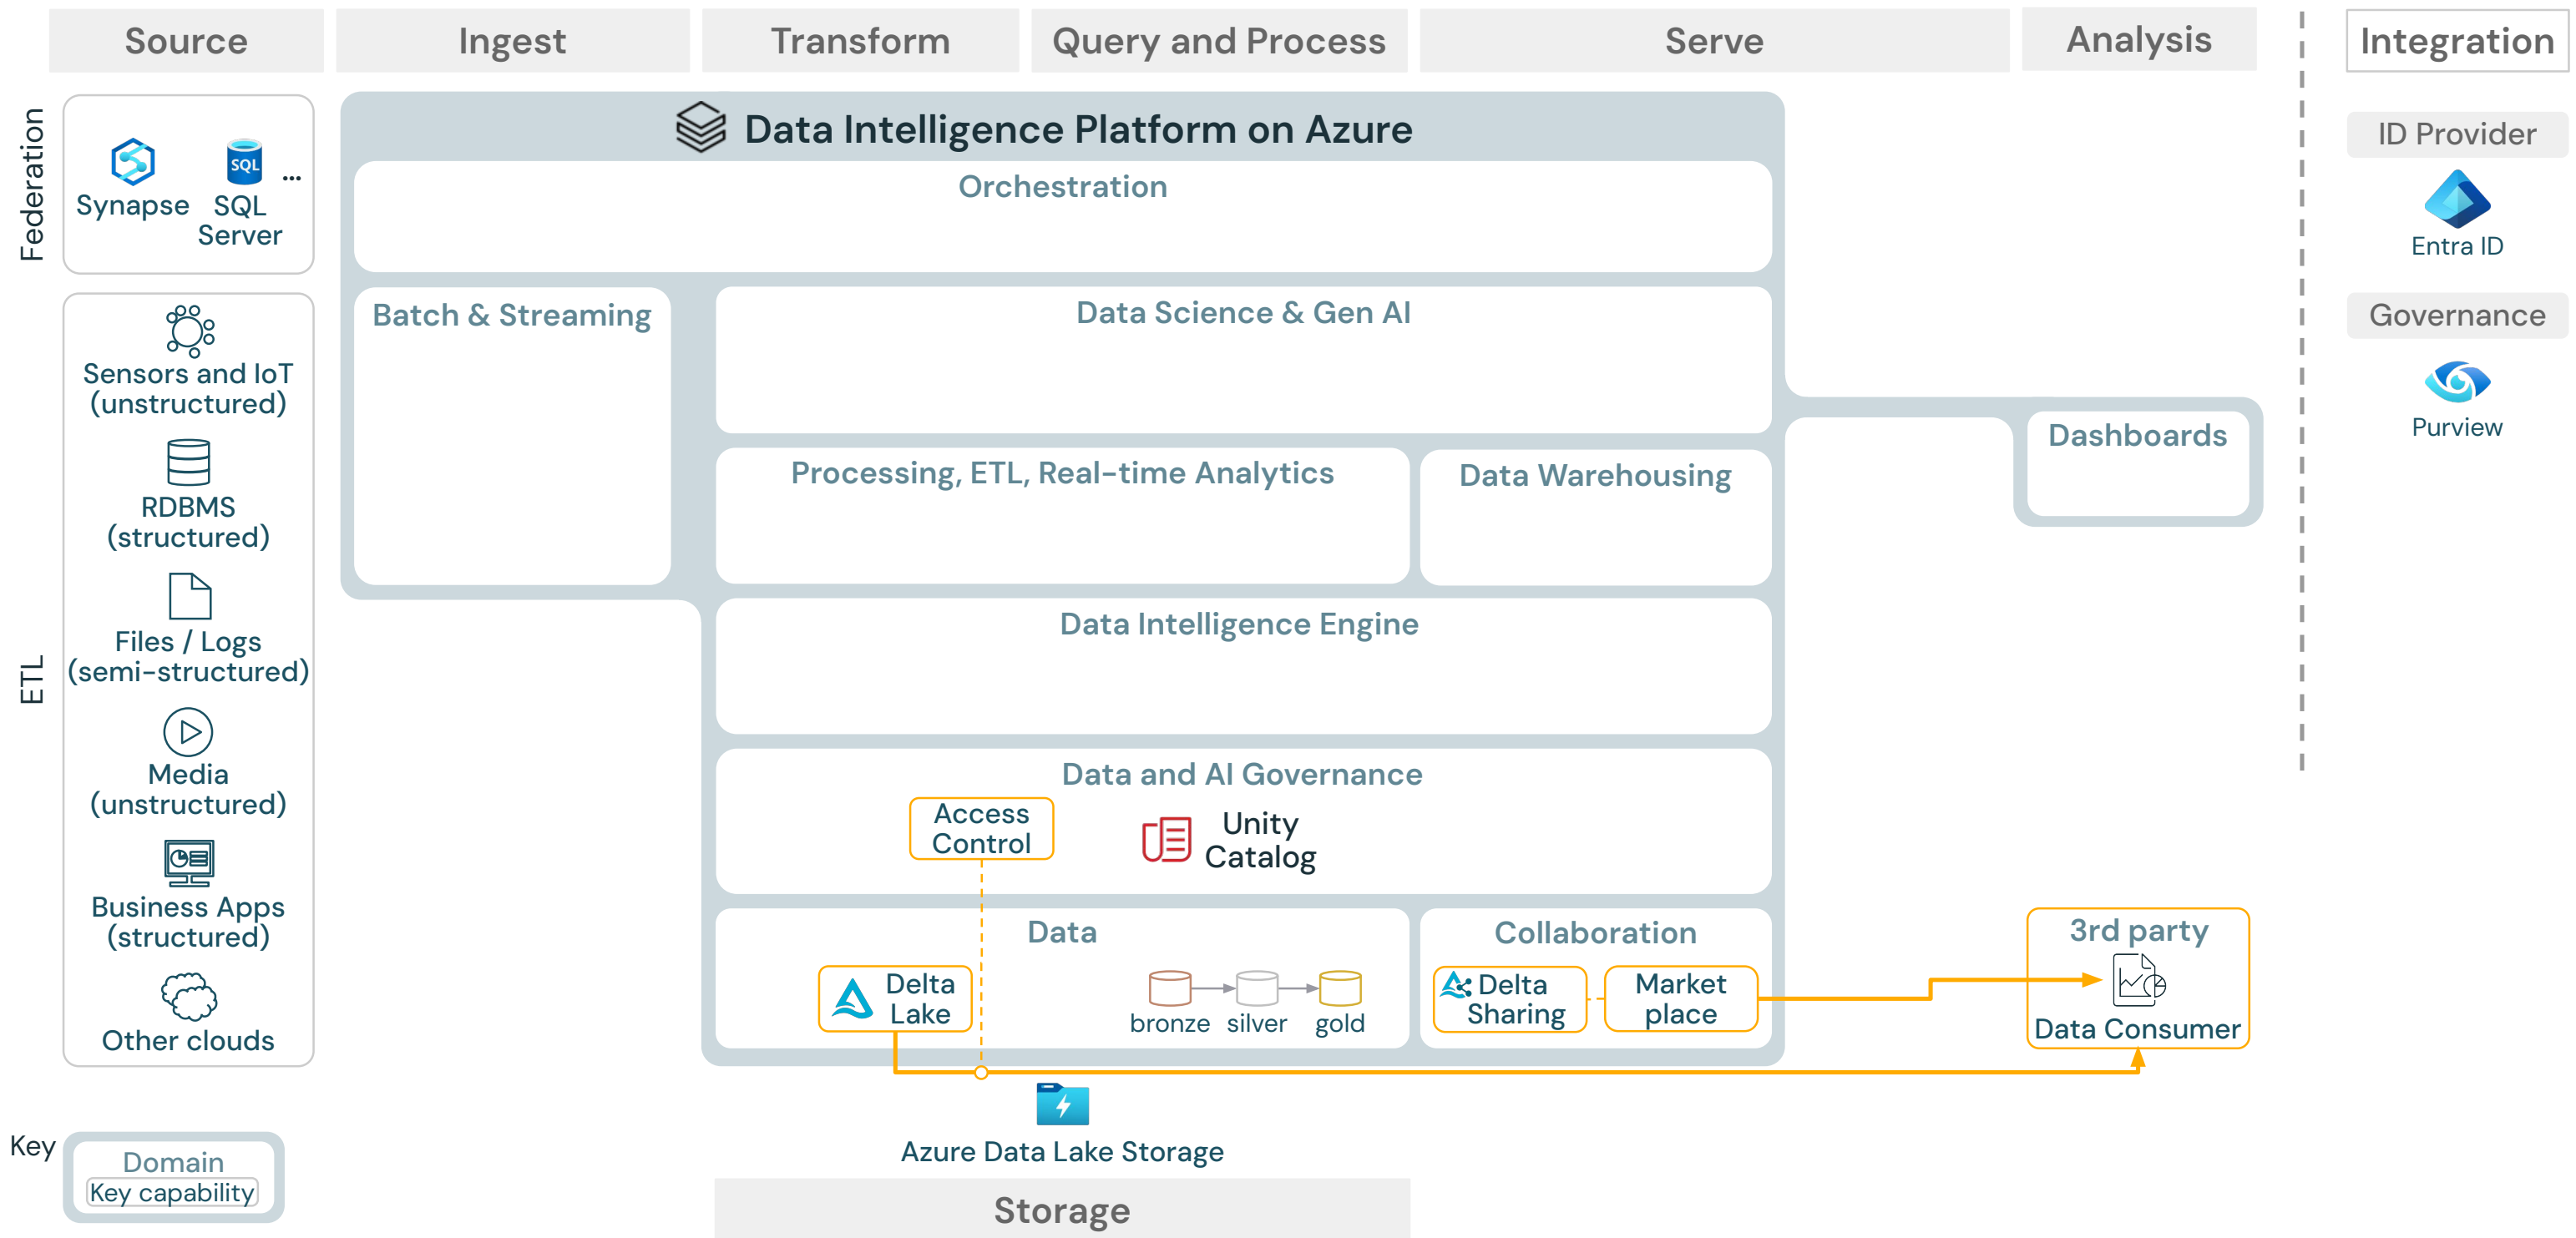 Source
Ingest
Transform
Query and Process
Serve
Analysis
Integration
Federation
Synapse
SQL
SQL
Server
...
Data Intelligence Platform on Azure
Orchestration
ID Provider
Entra ID
Governance
Purview
ETL
Sensors and IoT
(unstructured)
RDBMS
(structured)
Files / Logs
(semi-structured)
Media
(unstructured)
Business Apps
(structured)
Other clouds
Batch & Streaming
Data Science & Gen AI
Processing, ETL, Real-time Analytics
Data Warehousing
Dashboards
Data Intelligence Engine
Data and AI Governance
Access
Control
Unity
Catalog
Data
Delta
Lake
bronze
silver
gold
Collaboration
Delta
Sharing
Market
place
3rd party
Data Consumer
Azure Data Lake Storage
Storage
Key
Domain
Key capability